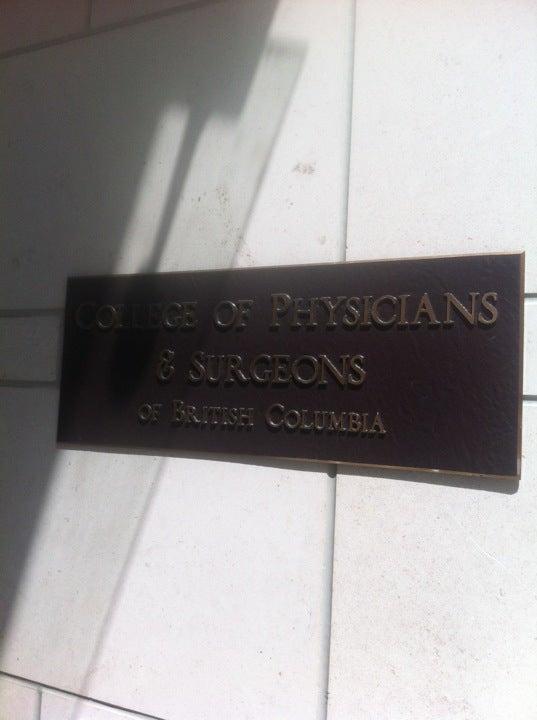 COLLEGE OF PHYSICIANS
& SURGEONS
OF BRITISH COLUMBIA